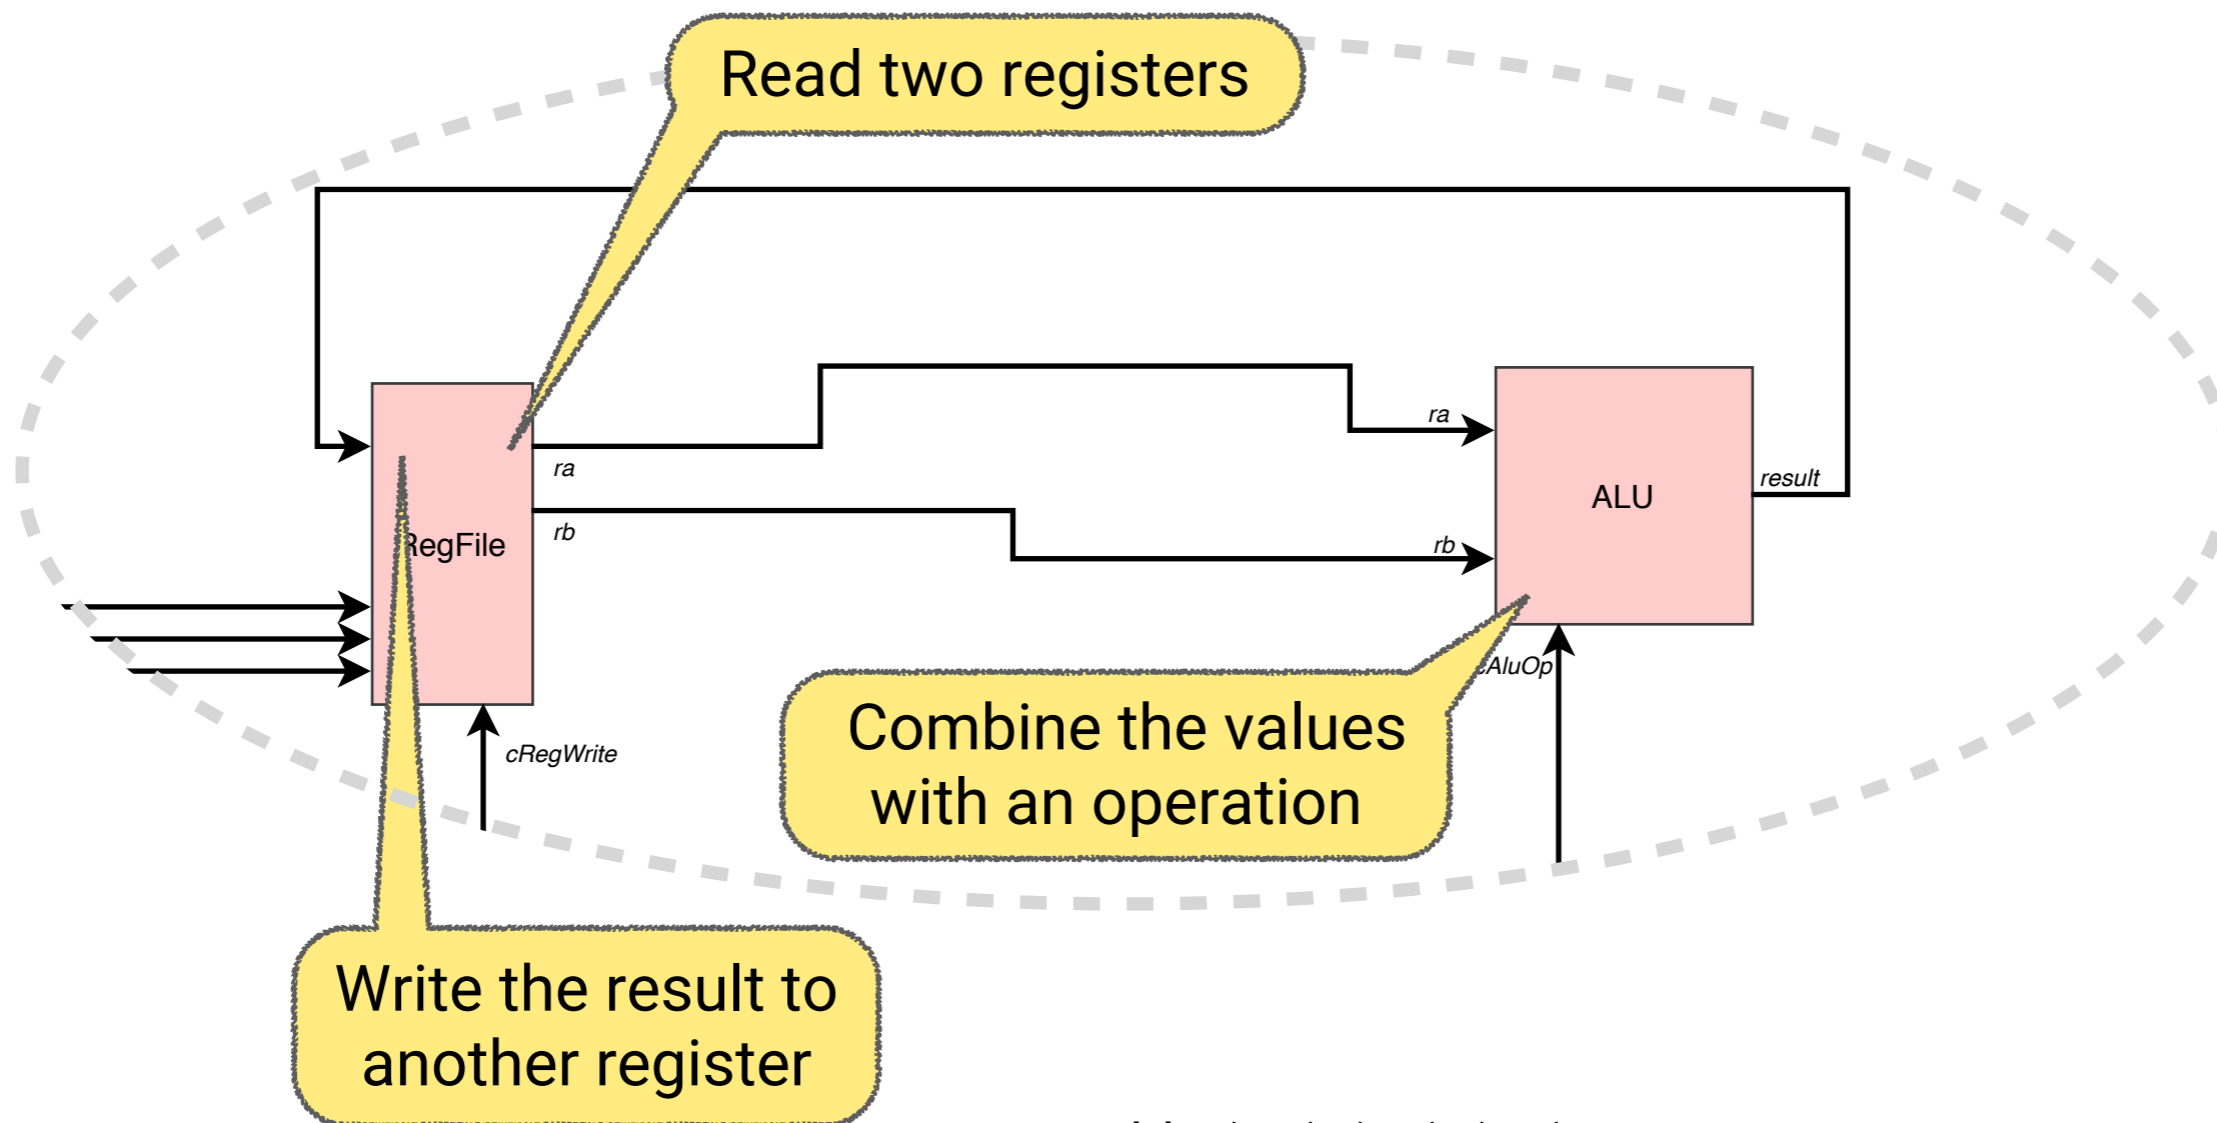 Read two registers
ra
result
ra
ALU
rb
rb
RegFile
cAluOp
Combine the values
with an operation
cRegWrite
Write the result to
another register